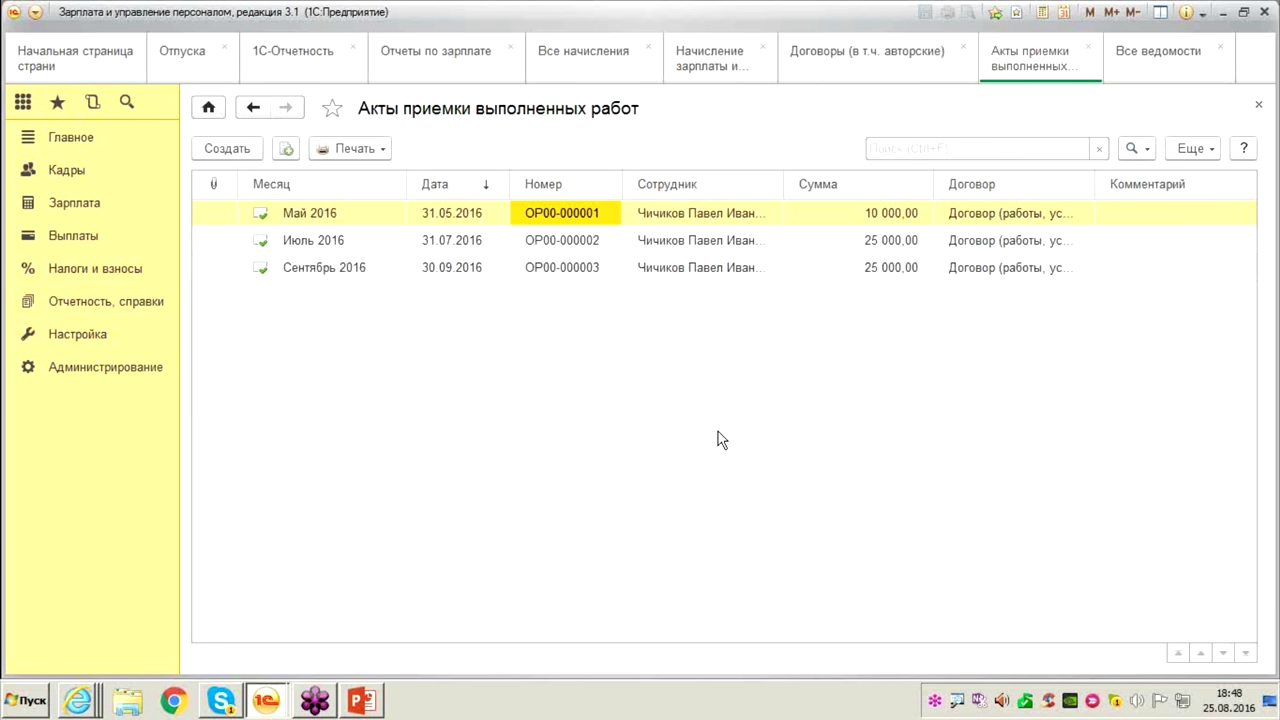 Зарплата и управление персоналом, редакция 3.1 (1С:Предприятие)
M M+ M-
Начальная страница
страни
Отпуска
1С-Отчетность
Отчеты по зарплате
Все начисления
Начисление
зарплаты и...
Договоры (в т.ч. авторские)
Акты приемки
выполненных...
Все ведомости
Главное
Кадры
Зарплата
Выплаты
Налоги и взносы
Отчетность, справки
Настройка
Администрирование
Акты приемки выполненных работ
Создать
Печать
Поиск (Ctrl+F)
Еще
?
Месяц Дата Номер Сотрудник Сумма Договор Комментарий
Май 2016 31.05.2016 ОР00-000001 Чичиков Павел Иван... 10 000,00 Договор (работы, ус...
Июль 2016 31.07.2016 ОР00-000002 Чичиков Павел Иван... 25 000,00 Договор (работы, ус...
Сентябрь 2016 30.09.2016 ОР00-000003 Чичиков Павел Иван... 25 000,00 Договор (работы, ус...
Пуск
18:48
25.08.2016